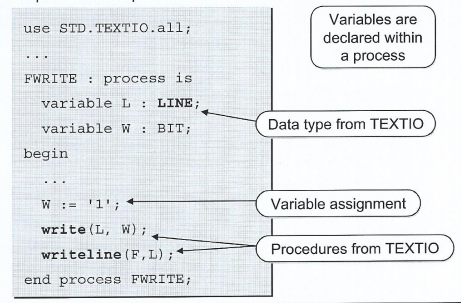 use STD.TEXTIO.all;
...
FWRITE : process is
variable L : LINE;
variable W : BIT;
begin
...
W := '1';
write(L, W);
writeline(F,L);
end process FWRITE;
Variables are
declared within
a process
Data type from TEXTIO
Variable assignment
Procedures from TEXTIO